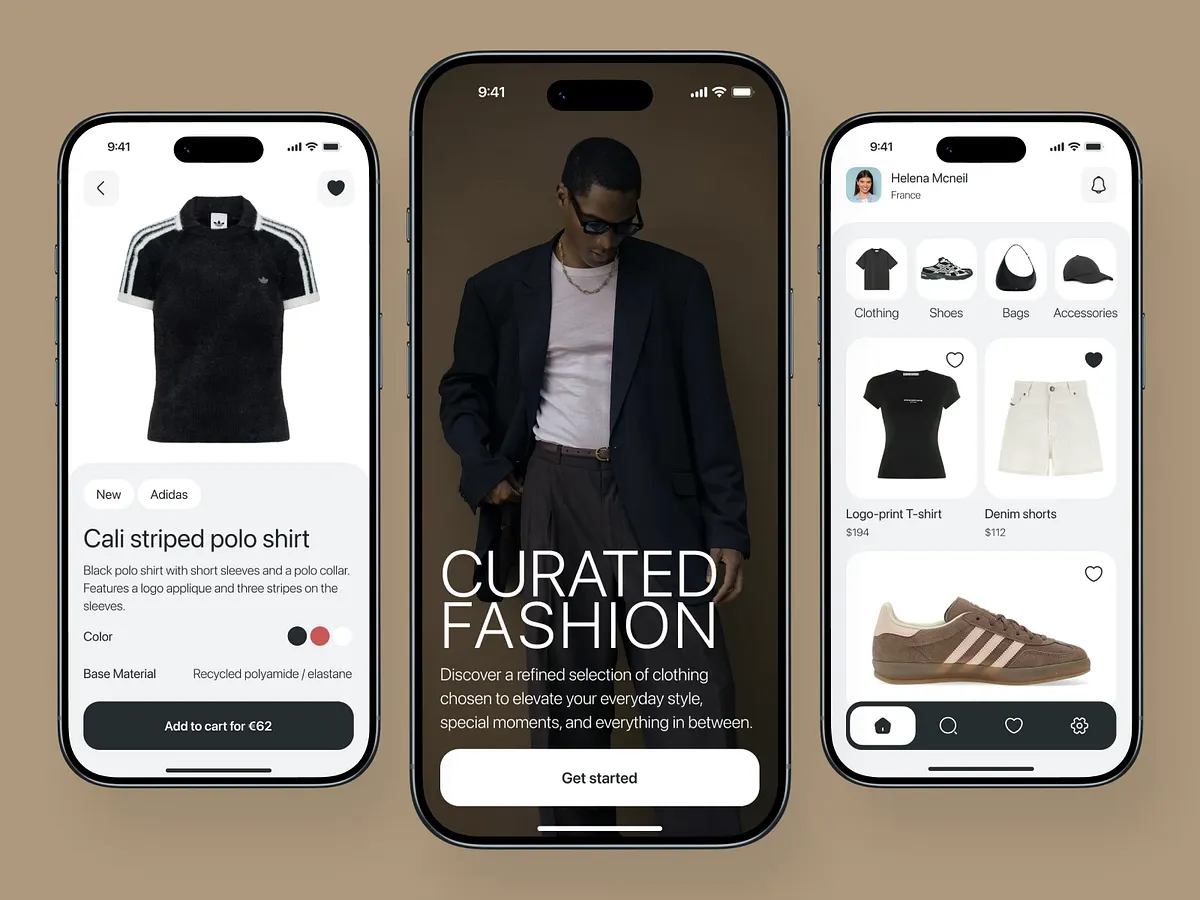 9:41
New
Adidas
Cali striped polo shirt
Black polo shirt with short sleeves and a polo collar.
Features a logo applique and three stripes on the
sleeves.
Color
Base Material
Recycled polyamide / elastane
Add to cart for €62
9:41
CURATED
FASHION
Discover a refined selection of clothing
chosen to elevate your everyday style,
special moments, and everything in between.
Get started
9:41
Helena Mcneil
France
Clothing
Shoes
Bags
Accessories
Logo-print T-shirt
$194
Denim shorts
$112